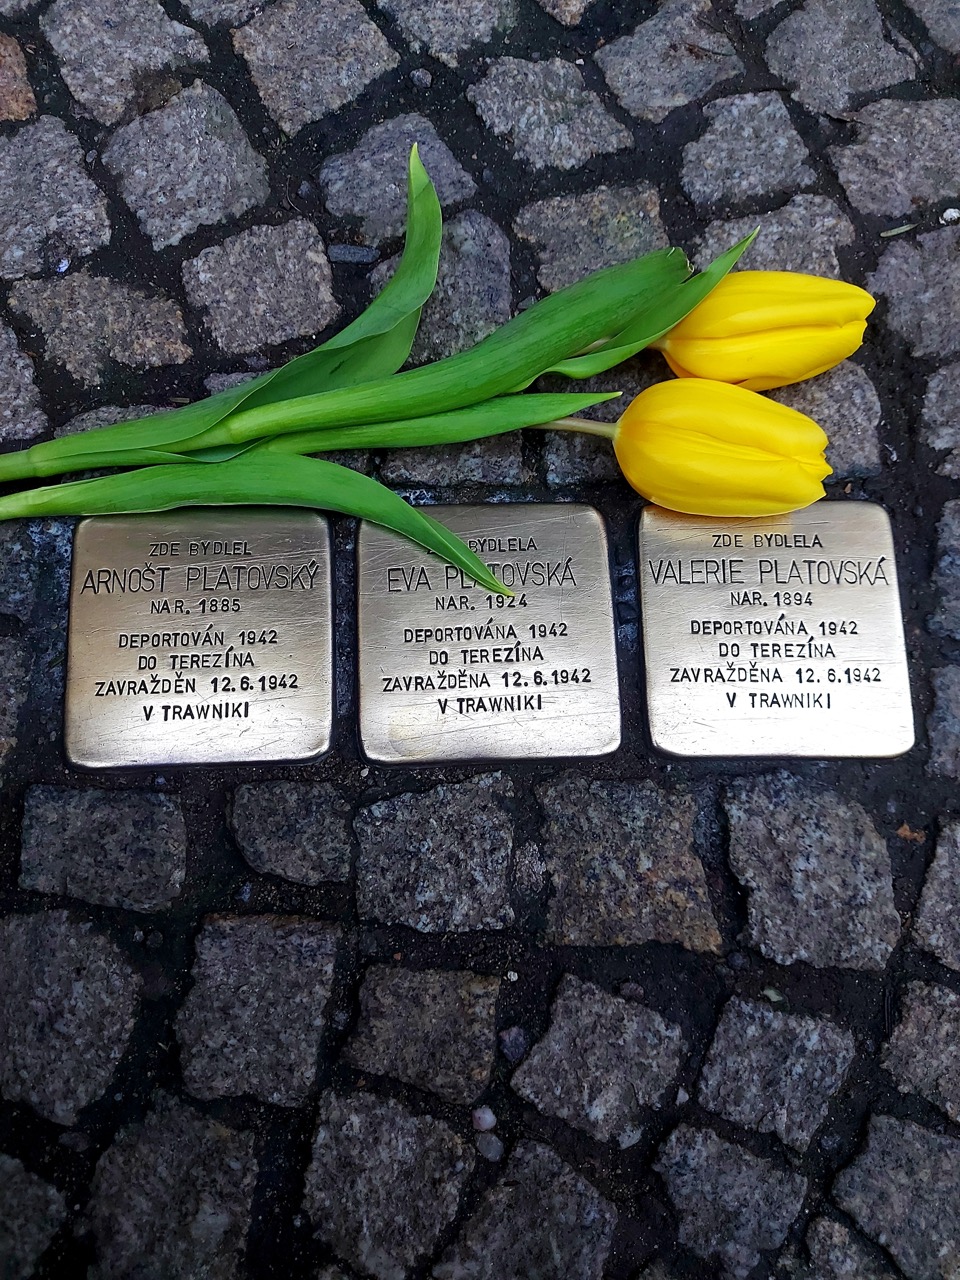 ZDE BYDLEL
ARNOŠT PLATOVSKÝ
NAR. 1885
DEPORTOVÁN 1942
DO TEREZÍNA
ZAVRAŽDĚN 12.6.1942
V TRAWNIKI
BYDLELA
EVA PLATOVSKÁ
NAR. 1924
DEPORTOVÁNA 1942
DO TEREZÍNA
ZAVRAŽDĚNA 12.6.1942
V TRAWNIKI
ZDE BYDLELA
VALERIE PLATOVSKÁ
NAR. 1894
DEPORTOVÁNA 1942
DO TEREZÍNA
ZAVRAŽDĚNA 12.6.1942
V TRAWNIKI